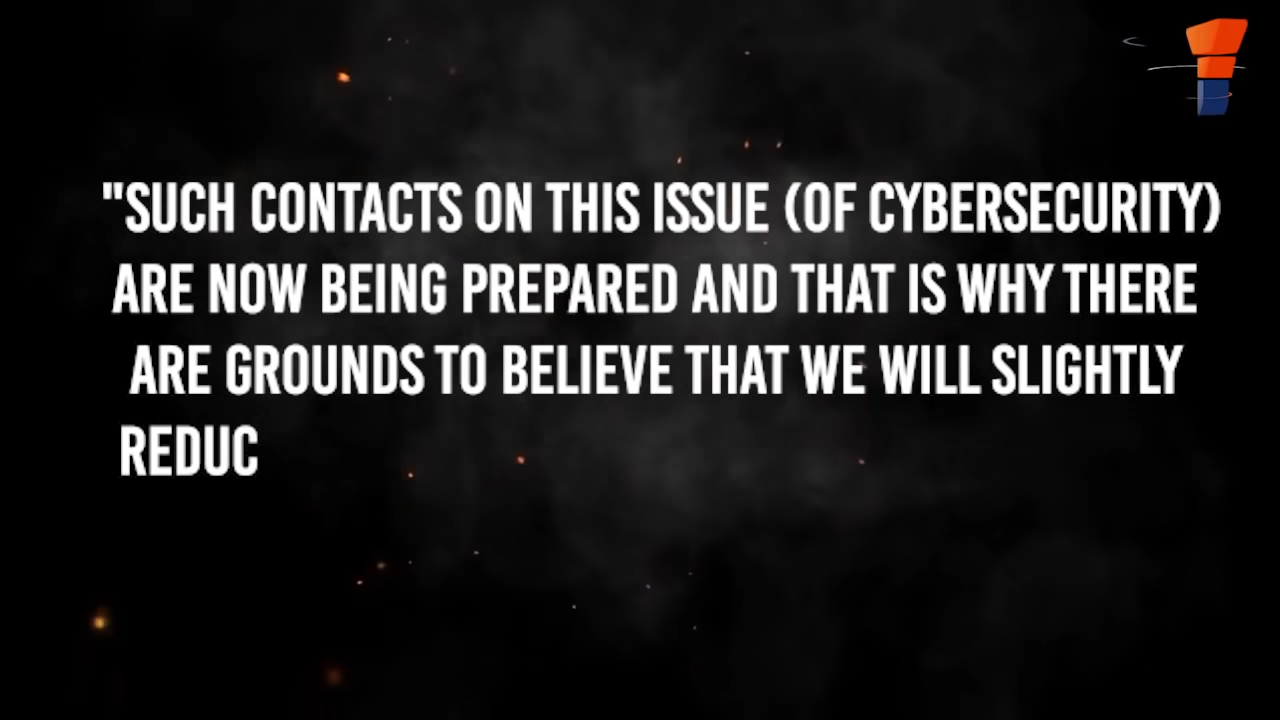 "SUCH CONTACTS ON THIS ISSUE (OF CYBERSECURITY)
ARE NOW BEING PREPARED AND THAT IS WHY THERE
ARE GROUNDS TO BELIEVE THAT WE WILL SLIGHTLY
REDUC